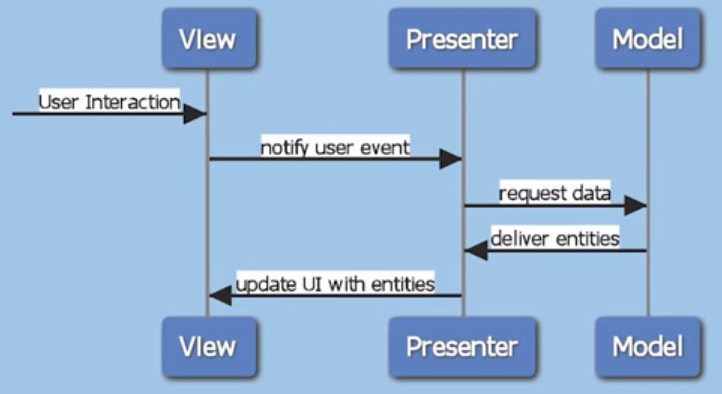 VIew
Presenter
Model
User Interaction
notify user event
request data
deliver entities
update UI with entities
VIew
Presenter
Model